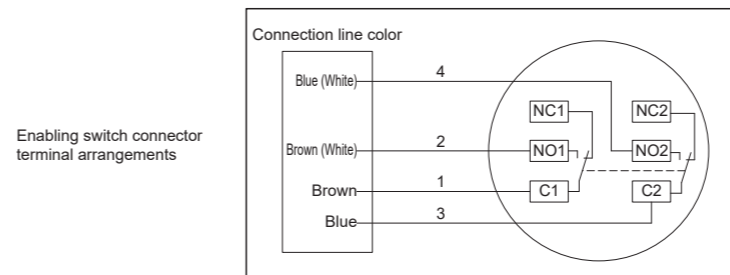 Connection line color
Blue (White)
4
NC1
NC2
Enabling switch connector
terminal arrangements
Brown (White)
2
NO1
NO2
Brown
1
C1
C2
Blue
3